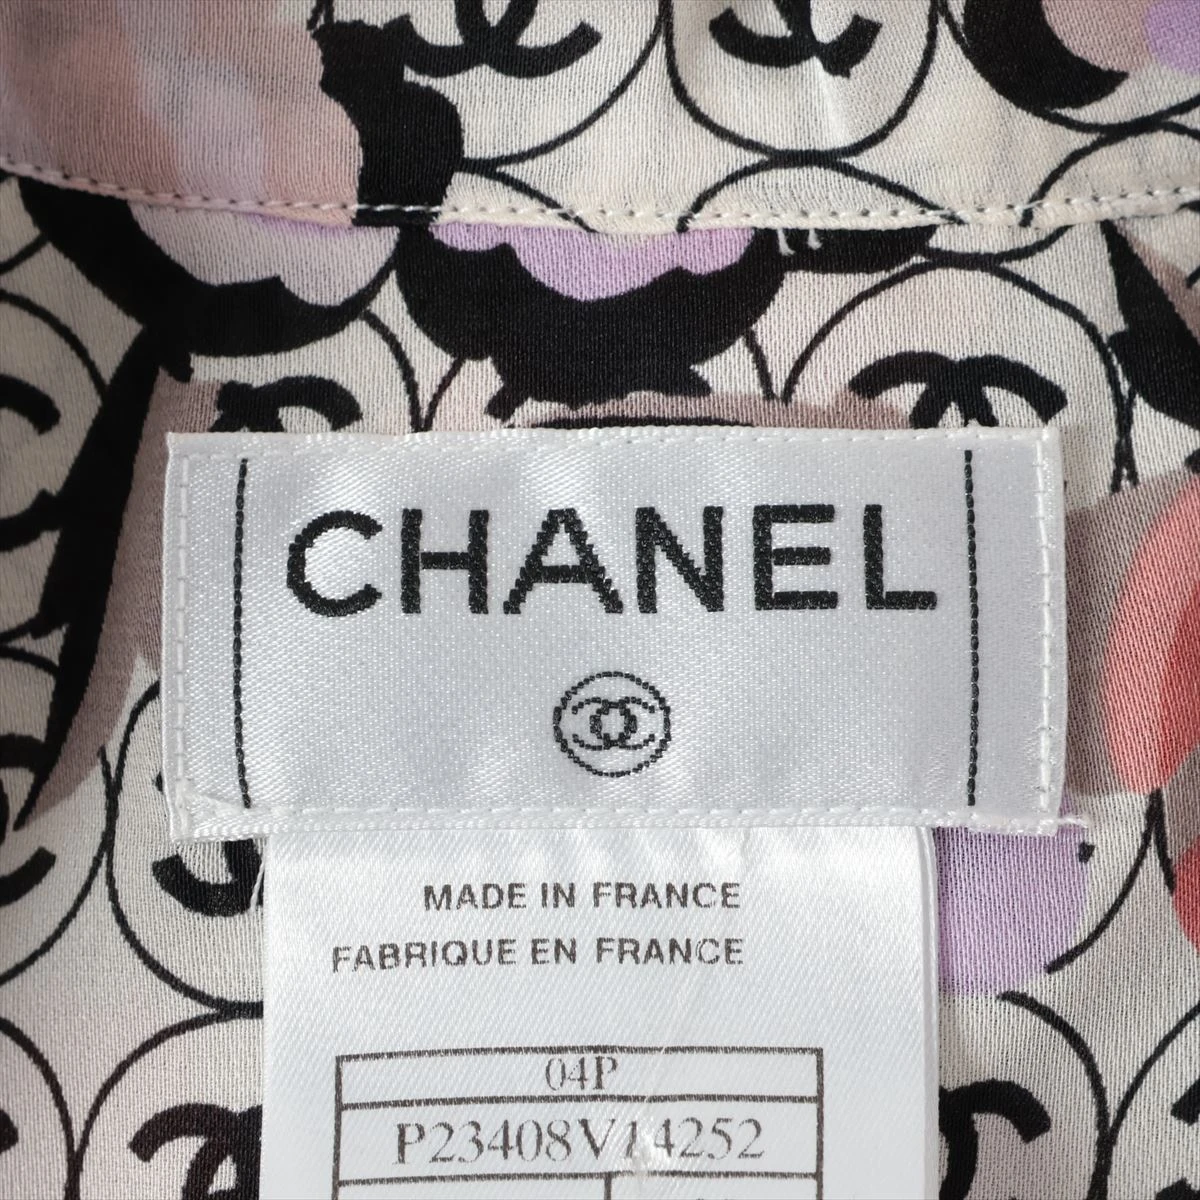 CHANEL
MADE IN FRANCE
FABRIQUE EN FRANCE
04P
P23408V14252